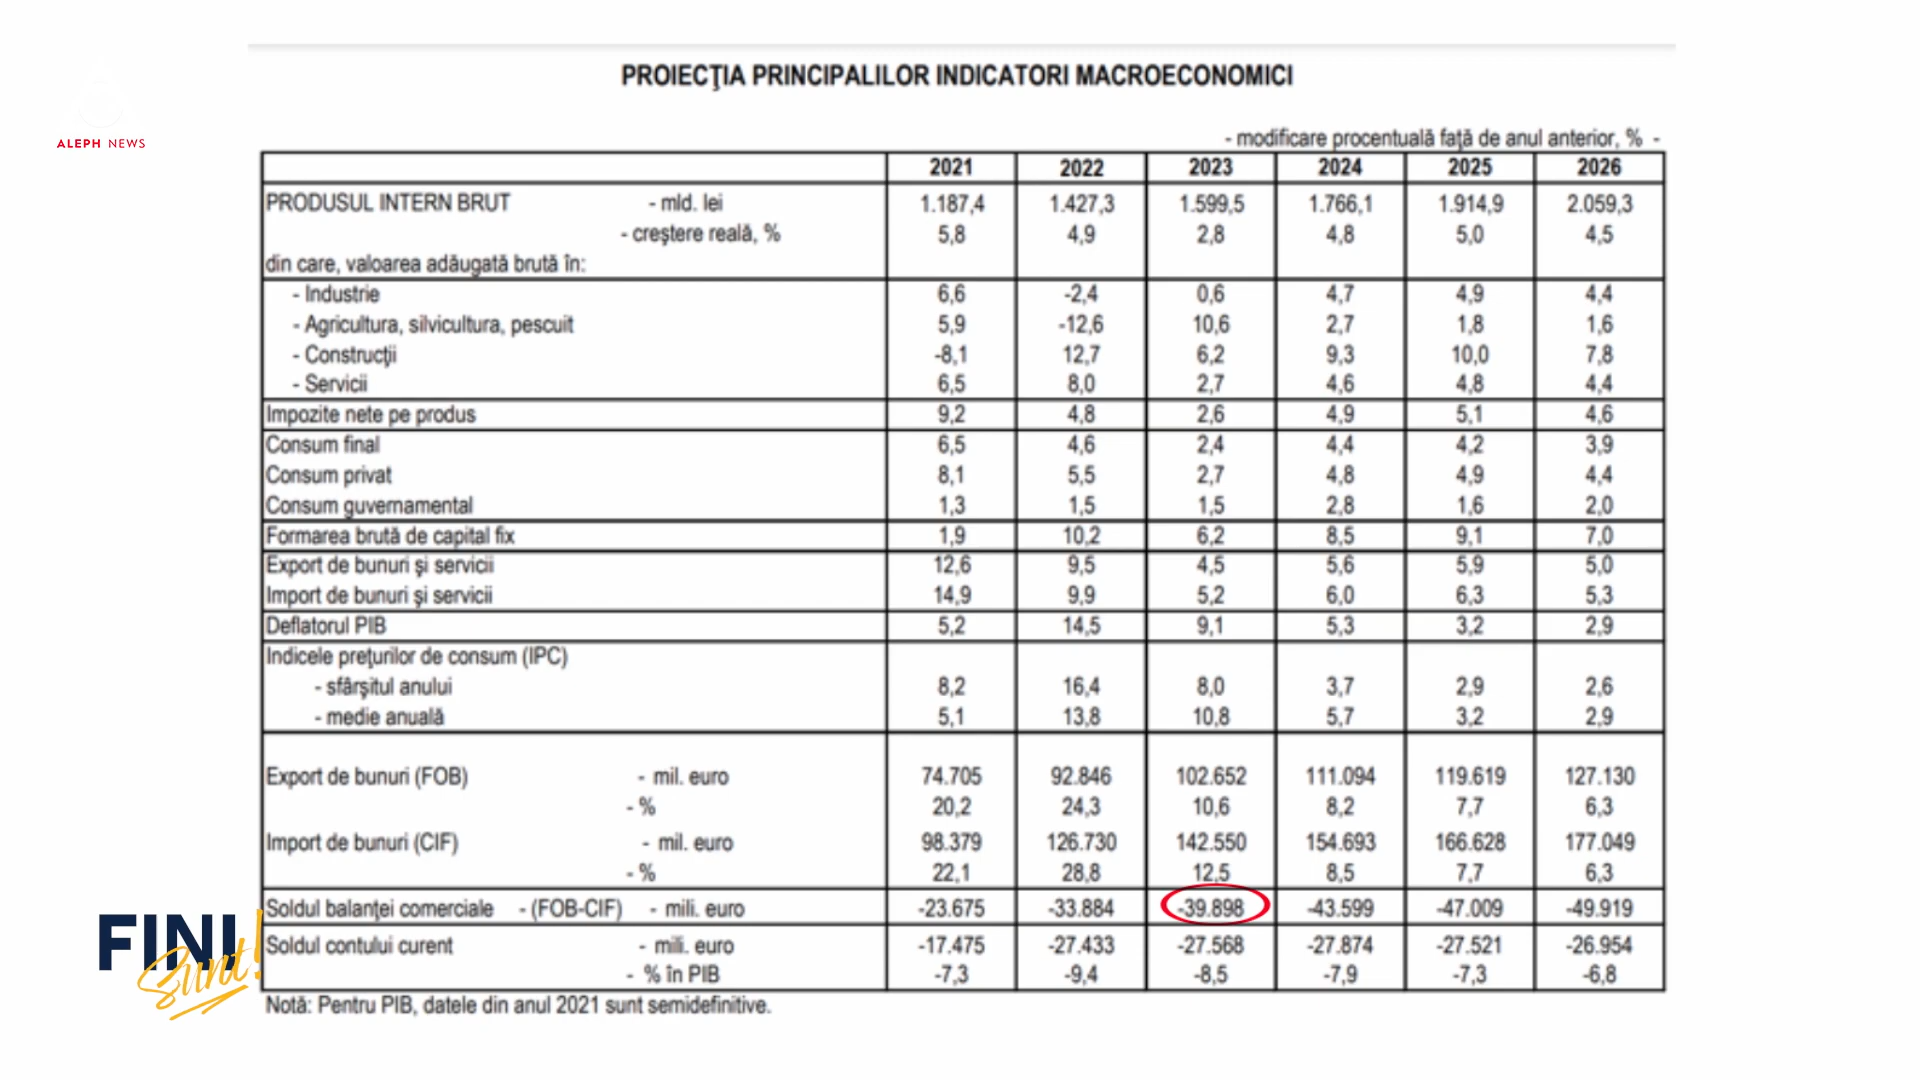 PROIECŢIA PRINCIPALILOR INDICATORI MACROECONOMICI
ALEPH NEWS
- modificare procentuală faţă de anul anterior, % -
2021 2022 2023 2024 2025 2026
PRODUSUL INTERN BRUT - mld. lei 1.187,4 1.427,3 1.599,5 1.766,1 1.914,9 2.059,3
- creştere reală, % 5,8 4,9 2,8 4,8 5,0 4,5
din care, valoarea adăugată brută în:
- Industrie 6,6 -2,4 0,6 4,7 4,9 4,4
- Agricultura, silvicultura, pescuit 5,9 -12,6 10,6 2,7 1,8 1,6
- Construcţii -8,1 12,7 6,2 9,3 10,0 7,8
- Servicii 6,5 8,0 2,7 4,6 4,8 4,4
Impozite nete pe produs 9,2 4,8 2,6 4,9 5,1 4,6
Consum final 6,5 4,6 2,4 4,4 4,2 3,9
Consum privat 8,1 5,5 2,7 4,8 4,9 4,4
Consum guvernamental 1,3 1,5 1,5 2,8 1,6 2,0
Formarea brută de capital fix 1,9 10,2 6,2 8,5 9,1 7,0
Export de bunuri şi servicii 12,6 9,5 4,5 5,6 5,9 5,0
Import de bunuri şi servicii 14,9 9,9 5,2 6,0 6,3 5,3
Deflatorul PIB 5,2 14,5 9,1 5,3 3,2 2,9
Indicele preţurilor de consum (IPC)
- sfârşitul anului 8,2 16,4 8,0 3,7 2,9 2,6
- medie anuală 5,1 13,8 10,8 5,7 3,2 2,9
Export de bunuri (FOB) - mil. euro 74.705 92.846 102.652 111.094 119.619 127.130
- % 20,2 24,3 10,6 8,2 7,7 6,3
Import de bunuri (CIF) - mil. euro 98.379 126.730 142.550 154.693 166.628 177.049
- % 22,1 28,8 12,5 8,5 7,7 6,3
Soldul balanţei comerciale - (FOB-CIF) - mili. euro -23.675 -33.884 -39.898 -43.599 -47.009 -49.919
Soldul contului curent - mili. euro -17.475 -27.433 -27.568 -27.874 -27.521 -26.954
- % în PIB -7,3 -9,4 -8,5 -7,9 -7,3 -6,8
Notă: Pentru PIB, datele din anul 2021 sunt semidefinitive.
FINI
Sunt!